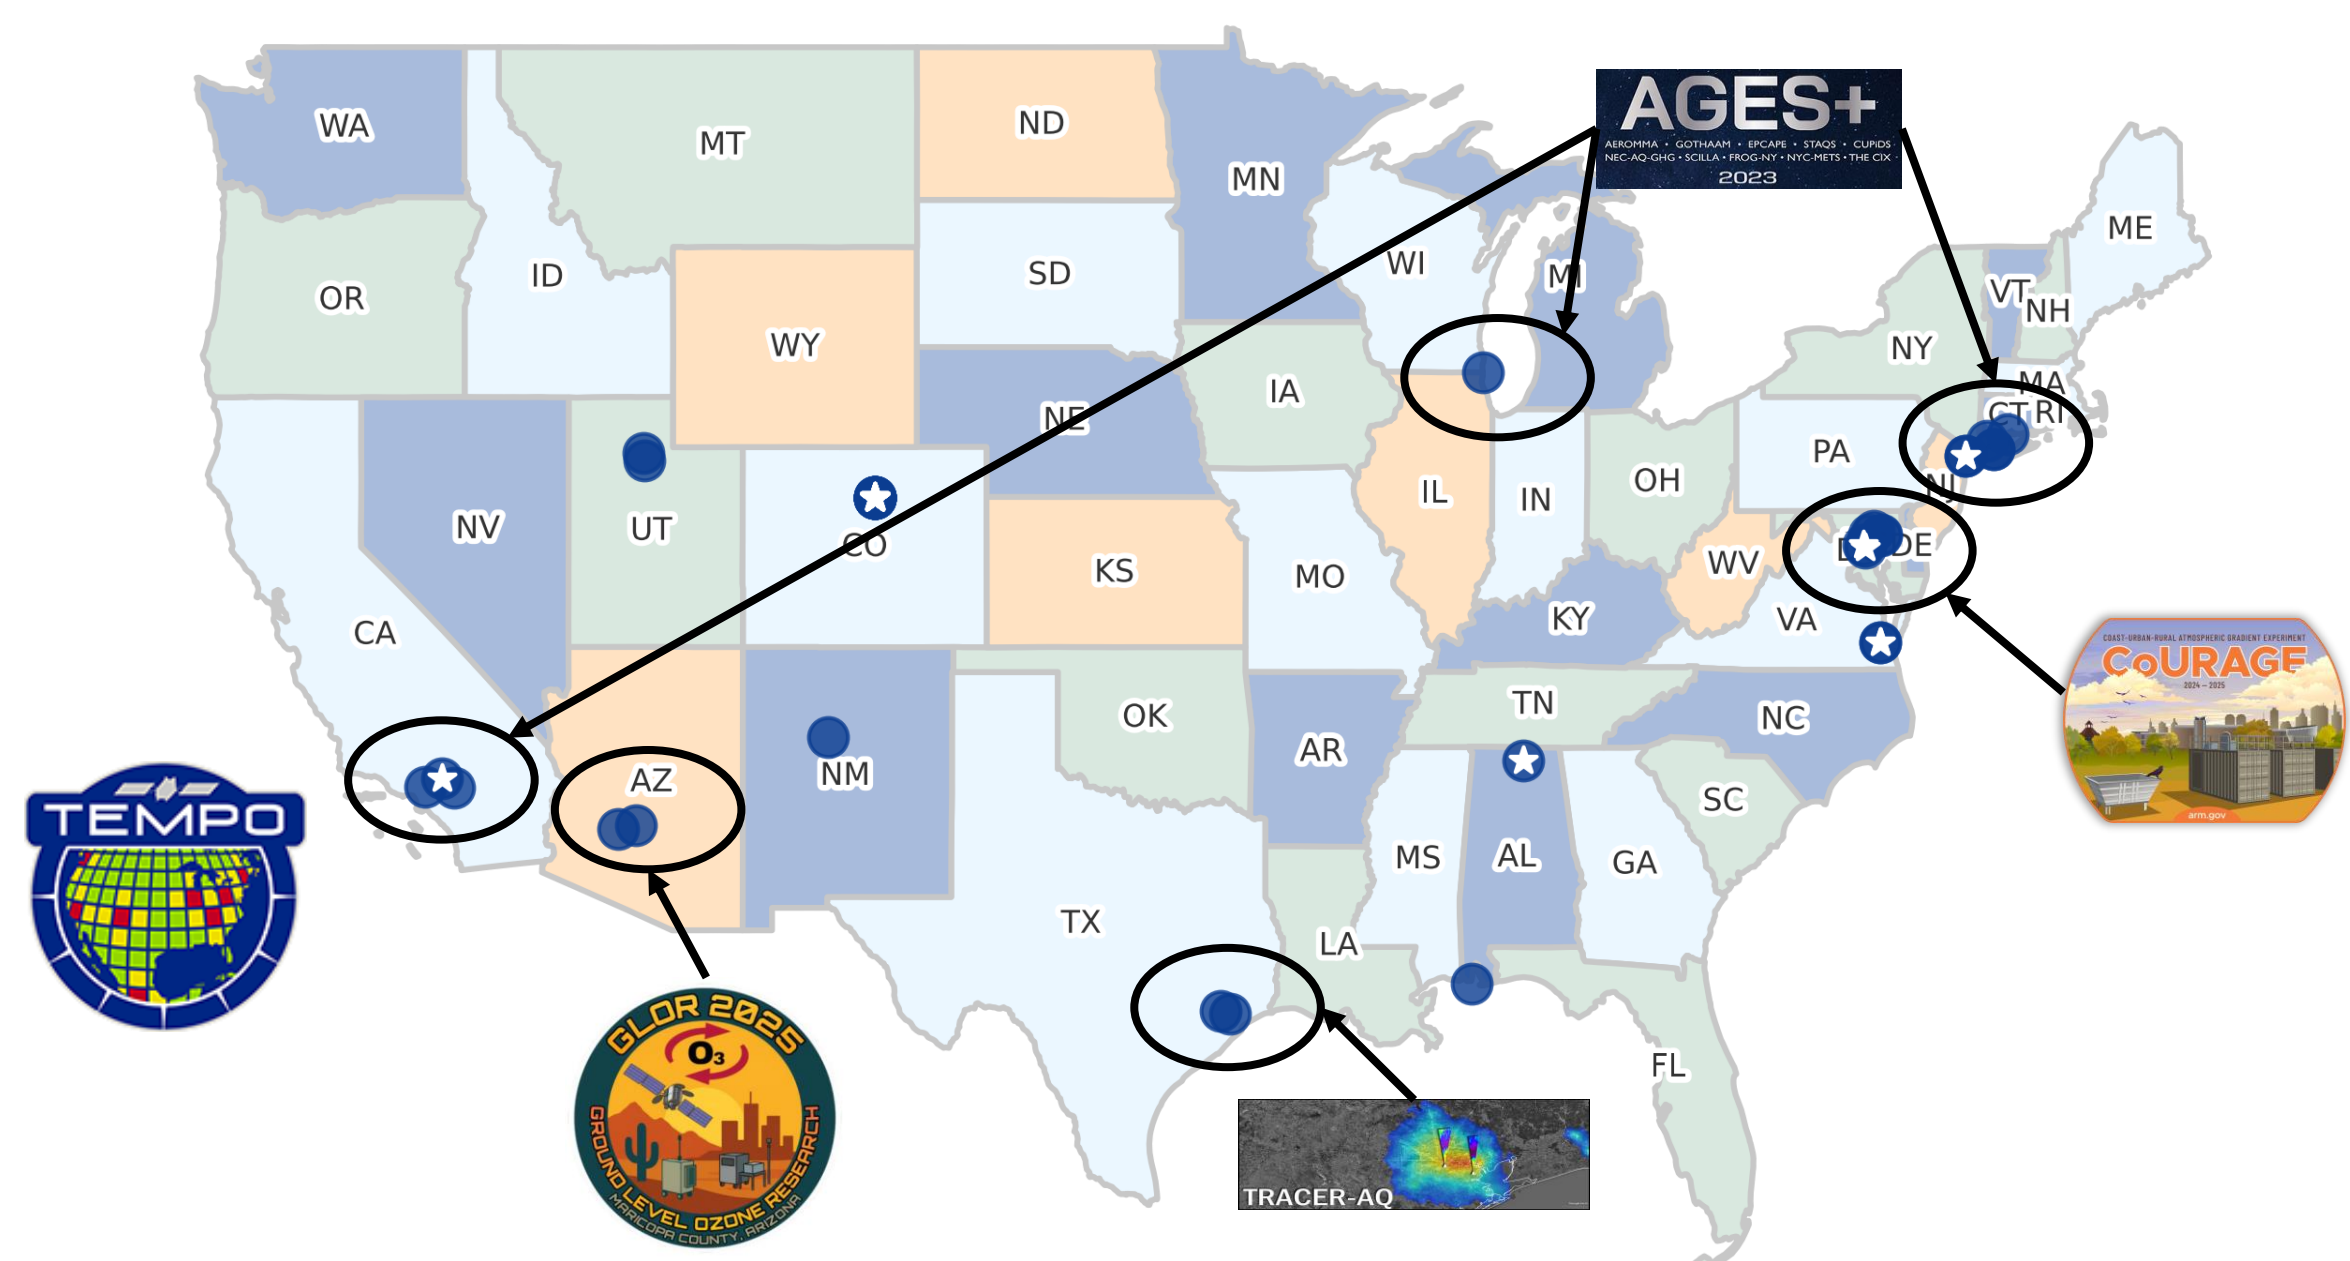 AGES+
AEROMMA • GOTHAAM • EPCAPE • STAQS • CUPiDS
NEC-AQ-GHG • SCILLA • FROG-NY • NYC-METS • THE CIX
2023
WA
MT
ND
MN
ME
OR
ID
SD
WI
MI
VT
NH
WY
NY
IA
NE
MA
CT
RI
NV
UT
CO
IL
IN
OH
PA
NJ
KS
MO
WV
DE
CA
KY
VA
COAST-URBAN-RURAL ATMOSPHERIC GRADIENT EXPERIMENT
CoURAGE
2024 – 2025
arm.gov
AZ
NM
OK
AR
TN
NC
SC
TEMPO
TX
LA
MS
AL
GA
FL
GLOR 2025
O3
GROUND LEVEL OZONE RESEARCH
MARICOPA COUNTY, ARIZONA
TRACER-AQ